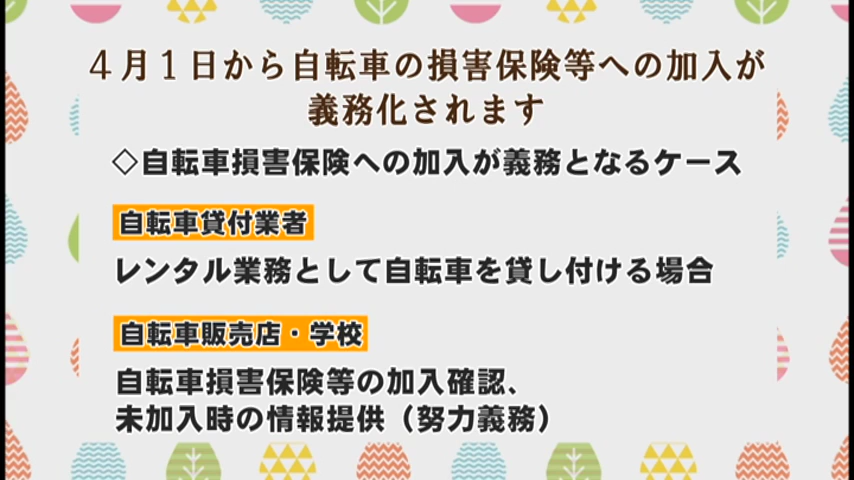 ４月１日から自転車の損害保険等への加入が
義務化されます
◇自転車損害保険への加入が義務となるケース
自転車貸付業者
レンタル業務として自転車を貸し付ける場合
自転車販売店・学校
自転車損害保険等の加入確認、
未加入時の情報提供（努力義務）